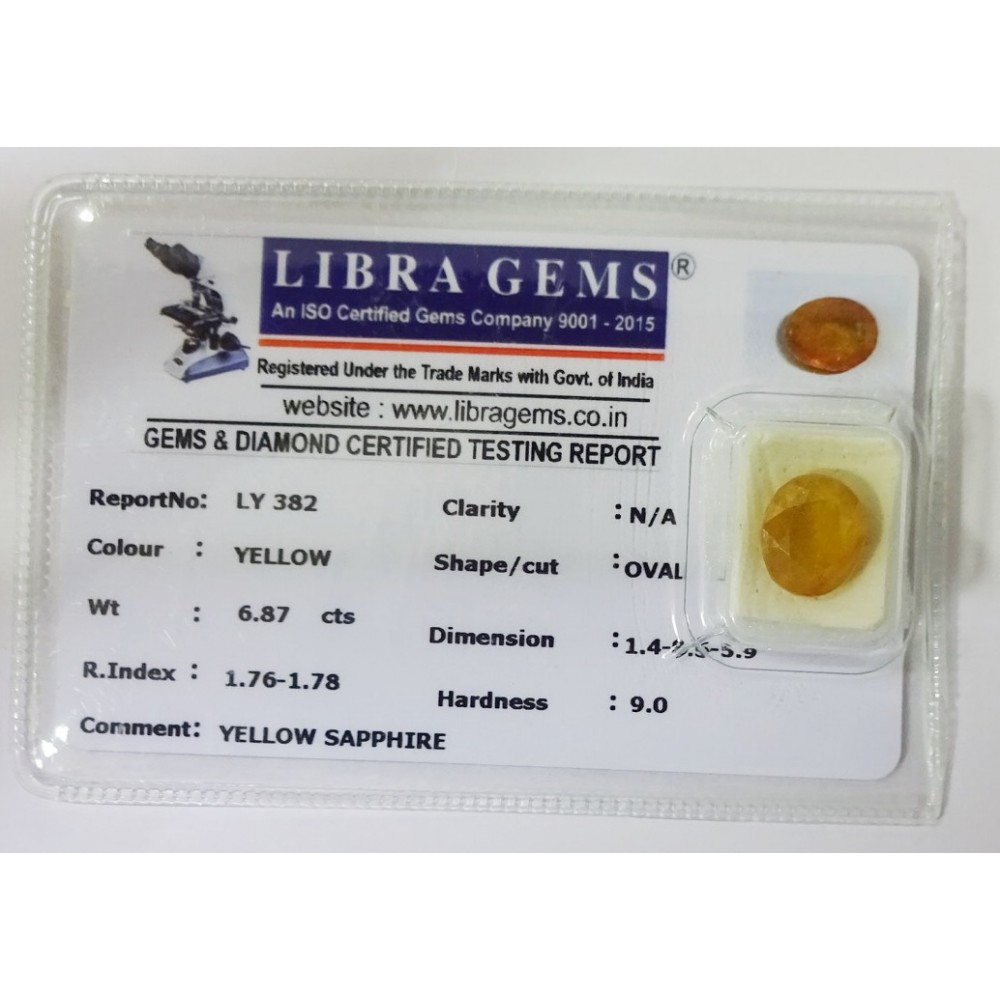 LIBRA GEMS ®
An ISO Certified Gems Company 9001 - 2015
Registered Under the Trade Marks with Govt. of India
website : www.libragems.co.in
GEMS & DIAMOND CERTIFIED TESTING REPORT
ReportNo: LY 382
Clarity : N/A
Colour : YELLOW
Shape/cut : OVAL
Wt : 6.87 cts
Dimension :
R.Index : 1.76-1.78
Hardness : 9.0
Comment: YELLOW SAPPHIRE